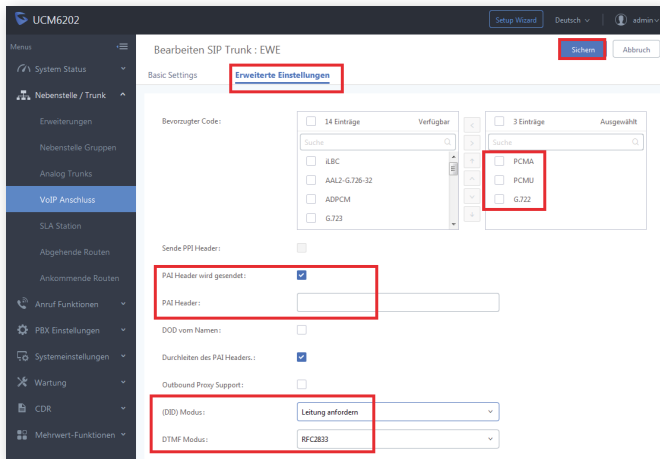 UCM6202
Setup Wizard
Deutsch
admin
Menus
System Status
Nebenstelle / Trunk
Erweiterungen
Nebenstelle Gruppen
Analog Trunks
VoIP Anschluss
SLA Station
Abgehende Routen
Ankommende Routen
Anruf Funktionen
PBX Einstellungen
Systemeinstellungen
Wartung
CDR
Mehrwert-Funktionen
Bearbeiten SIP Trunk : EWE
Sichern
Abbruch
Basic Settings
Erweiterte Einstellungen
Bevorzugter Code:
14 Einträge
Verfügbar
Suche
iLBC
AAL2-G.726-32
ADPCM
G.723
3 Einträge
Ausgewählt
Suche
PCMA
PCMU
G.722
Sende PPI Header:
PAI Header wird gesendet:
PAI Header:
DOD vom Namen:
Durchleiten des PAI Headers.:
Outbound Proxy Support:
(DID) Modus:
Leitung anfordern
DTMF Modus:
RFC2833